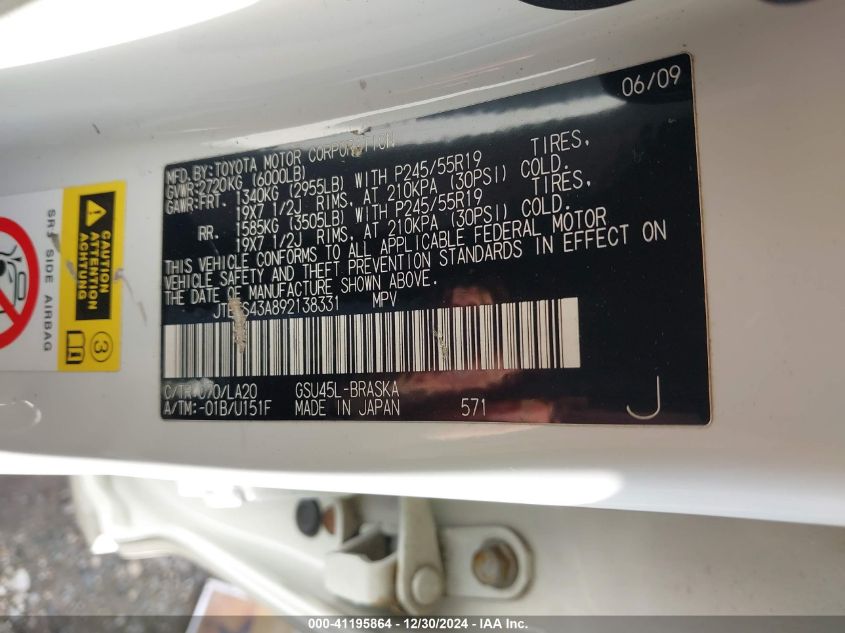 06/09
MFD.BY:TOYOTA MOTOR CORPORATION
GVWR:2720KG (6000LB)
GAWR:FRT. 1340KG (2955LB) WITH P245/55R19 TIRES,
19X7 1/2J RIMS, AT 210KPA (30PSI) COLD.
RR. 1585KG (3505LB) WITH P245/55R19 TIRES,
19X7 1/2J RIMS, AT 210KPA (30PSI) COLD.
THIS VEHICLE CONFORMS TO ALL APPLICABLE FEDERAL MOTOR
VEHICLE SAFETY AND THEFT PREVENTION STANDARDS IN EFFECT ON
THE DATE OF MANUFACTURE SHOWN ABOVE.
MPV
GSU45L-BRASKA
A/TM:-01B/U151F MADE IN JAPAN 571 J
CAUTION
ATTENTION
ACHTUNG
3
SRS SIDE AIRBAG
000-41195864 - 12/30/2024 - IAA Inc.